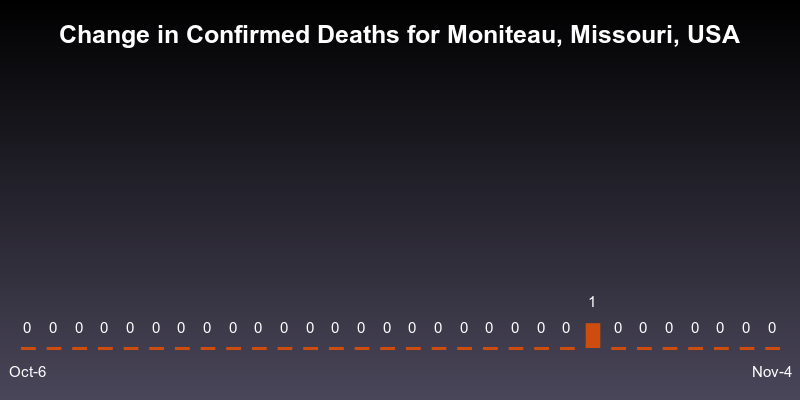 Change in Confirmed Deaths for Moniteau, Missouri, USA
1
0 0 0 0 0 0 0 0 0 0 0 0 0 0 0 0 0 0 0 0 0 0 0 0 0 0 0 0 0
Oct-6 Nov-4